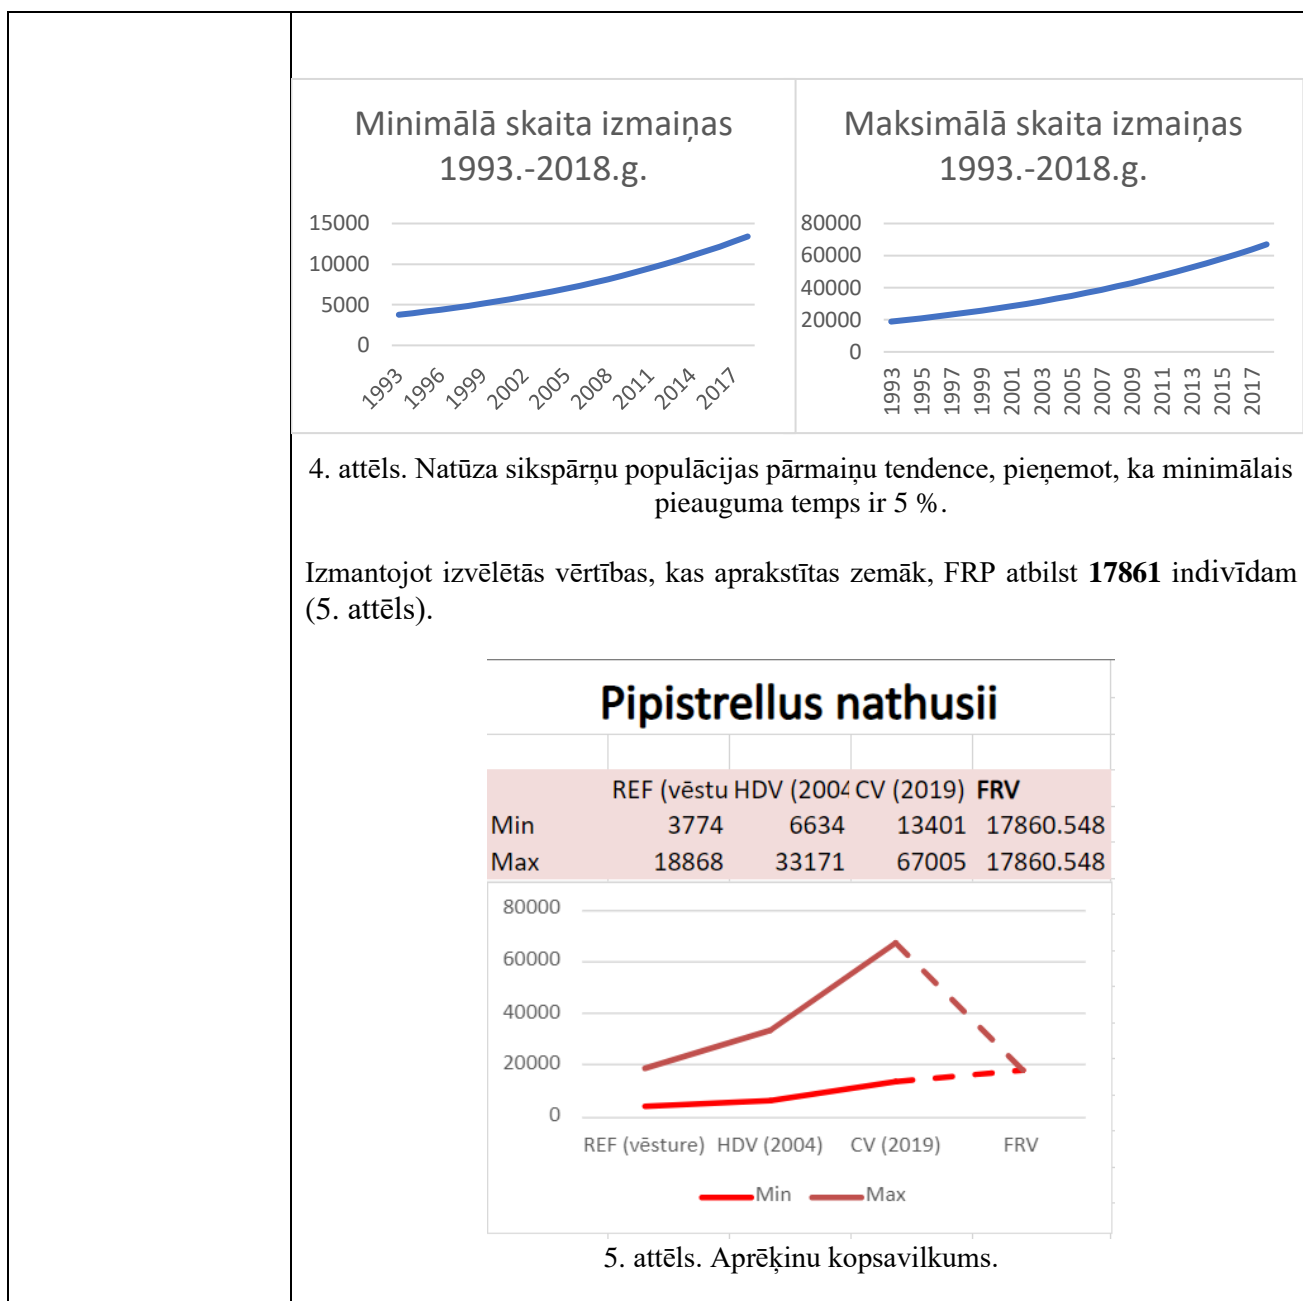 Minimālā skaita izmaiņas
1993.-2018.g.
15000
10000
5000
0
1993
1996
1999
2002
2005
2008
2011
2014
2017
Maksimālā skaita izmaiņas
1993.-2018.g.
80000
60000
40000
20000
0
1993
1995
1997
1999
2001
2003
2005
2007
2009
2011
2013
2015
2017
4. attēls. Natūza sikspārņu populācijas pārmaiņu tendence, pieņemot, ka minimālais
pieauguma temps ir 5 %.
Izmantojot izvēlētās vērtības, kas aprakstītas zemāk, FRP atbilst 17861 indivīdam
(5. attēls).
Pipistrellus nathusii
REF (vēstu HDV (2004 CV (2019) FRV
Min 3774 6634 13401 17860.548
Max 18868 33171 67005 17860.548
80000
60000
40000
20000
0
REF (vēsture) HDV (2004) CV (2019) FRV
Min Max
5. attēls. Aprēķinu kopsavilkums.